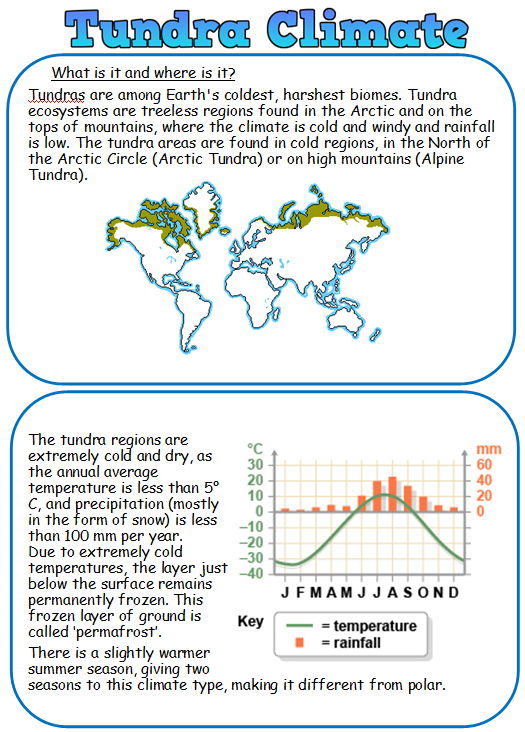 Tundra Climate
What is it and where is it?
Tundras are among Earth's coldest, harshest biomes. Tundra
ecosystems are treeless regions found in the Arctic and on the
tops of mountains, where the climate is cold and windy and rainfall
is low. The tundra areas are found in cold regions, in the North of
the Arctic Circle (Arctic Tundra) or on high mountains (Alpine
Tundra).
The tundra regions are
extremely cold and dry, as
the annual average
temperature is less than 5°
C, and precipitation (mostly
in the form of snow) is less
than 100 mm per year.
Due to extremely cold
temperatures, the layer just
below the surface remains
permanently frozen. This
frozen layer of ground is
called 'permafrost'.
There is a slightly warmer
summer season, giving two
seasons to this climate type, making it different from polar.
°C
30
20
10
0
–10
–20
–30
–40
mm
60
40
20
0
J F M A M J J A S O N D
Key
= temperature
= rainfall